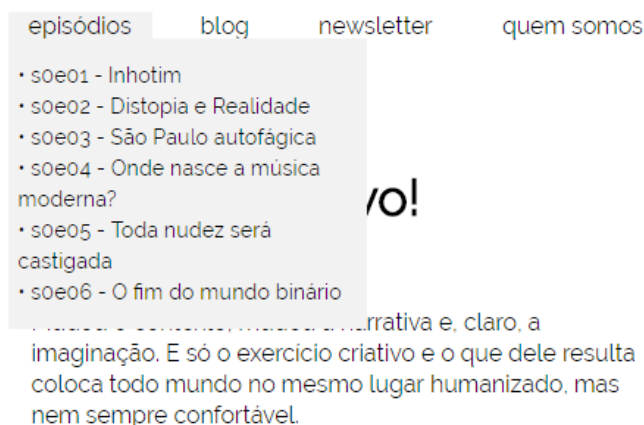 episódios blog newsletter quem somos
• s0e01 - Inhotim
• s0e02 - Distopia e Realidade
• s0e03 - São Paulo autofágica
• s0e04 - Onde nasce a música
moderna?
• s0e05 - Toda nudez será
castigada
• s0e06 - O fim do mundo binário
vo!
narrativa e, claro, a
imaginação. E só o exercício criativo e o que dele resulta
coloca todo mundo no mesmo lugar humanizado, mas
nem sempre confortável.